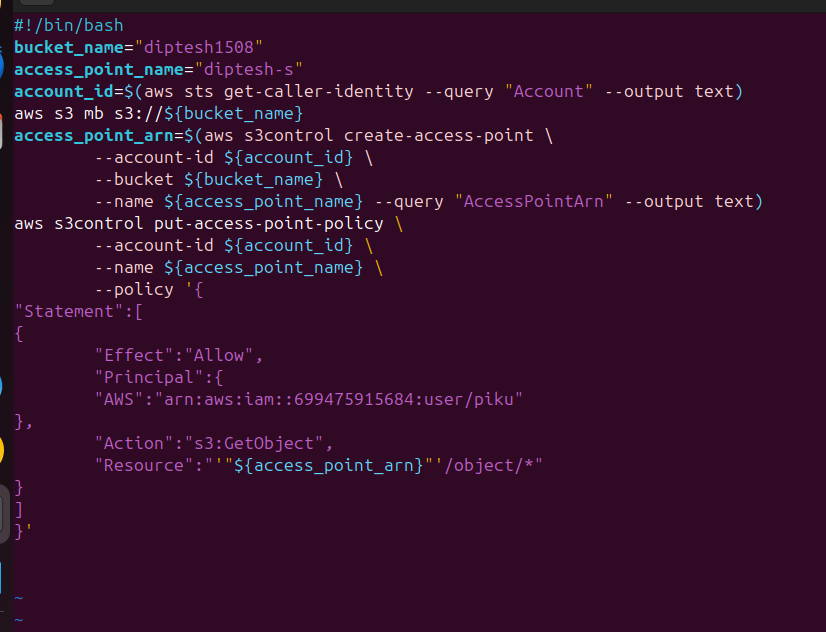 #!/bin/bash
bucket_name="diptesh1508"
access_point_name="diptesh-s"
account_id=$(aws sts get-caller-identity --query "Account" --output text)
aws s3 mb s3://${bucket_name}
access_point_arn=$(aws s3control create-access-point \
        --account-id ${account_id} \
        --bucket ${bucket_name} \
        --name ${access_point_name} --query "AccessPointArn" --output text)
aws s3control put-access-point-policy \
        --account-id ${account_id} \
        --name ${access_point_name} \
        --policy '{
"Statement":[
{
        "Effect":"Allow",
        "Principal":{
        "AWS":"arn:aws:iam::699475915684:user/piku"
},
        "Action":"s3:GetObject",
        "Resource":"'"${access_point_arn}"'/object/*"
}
]
}'
~
~